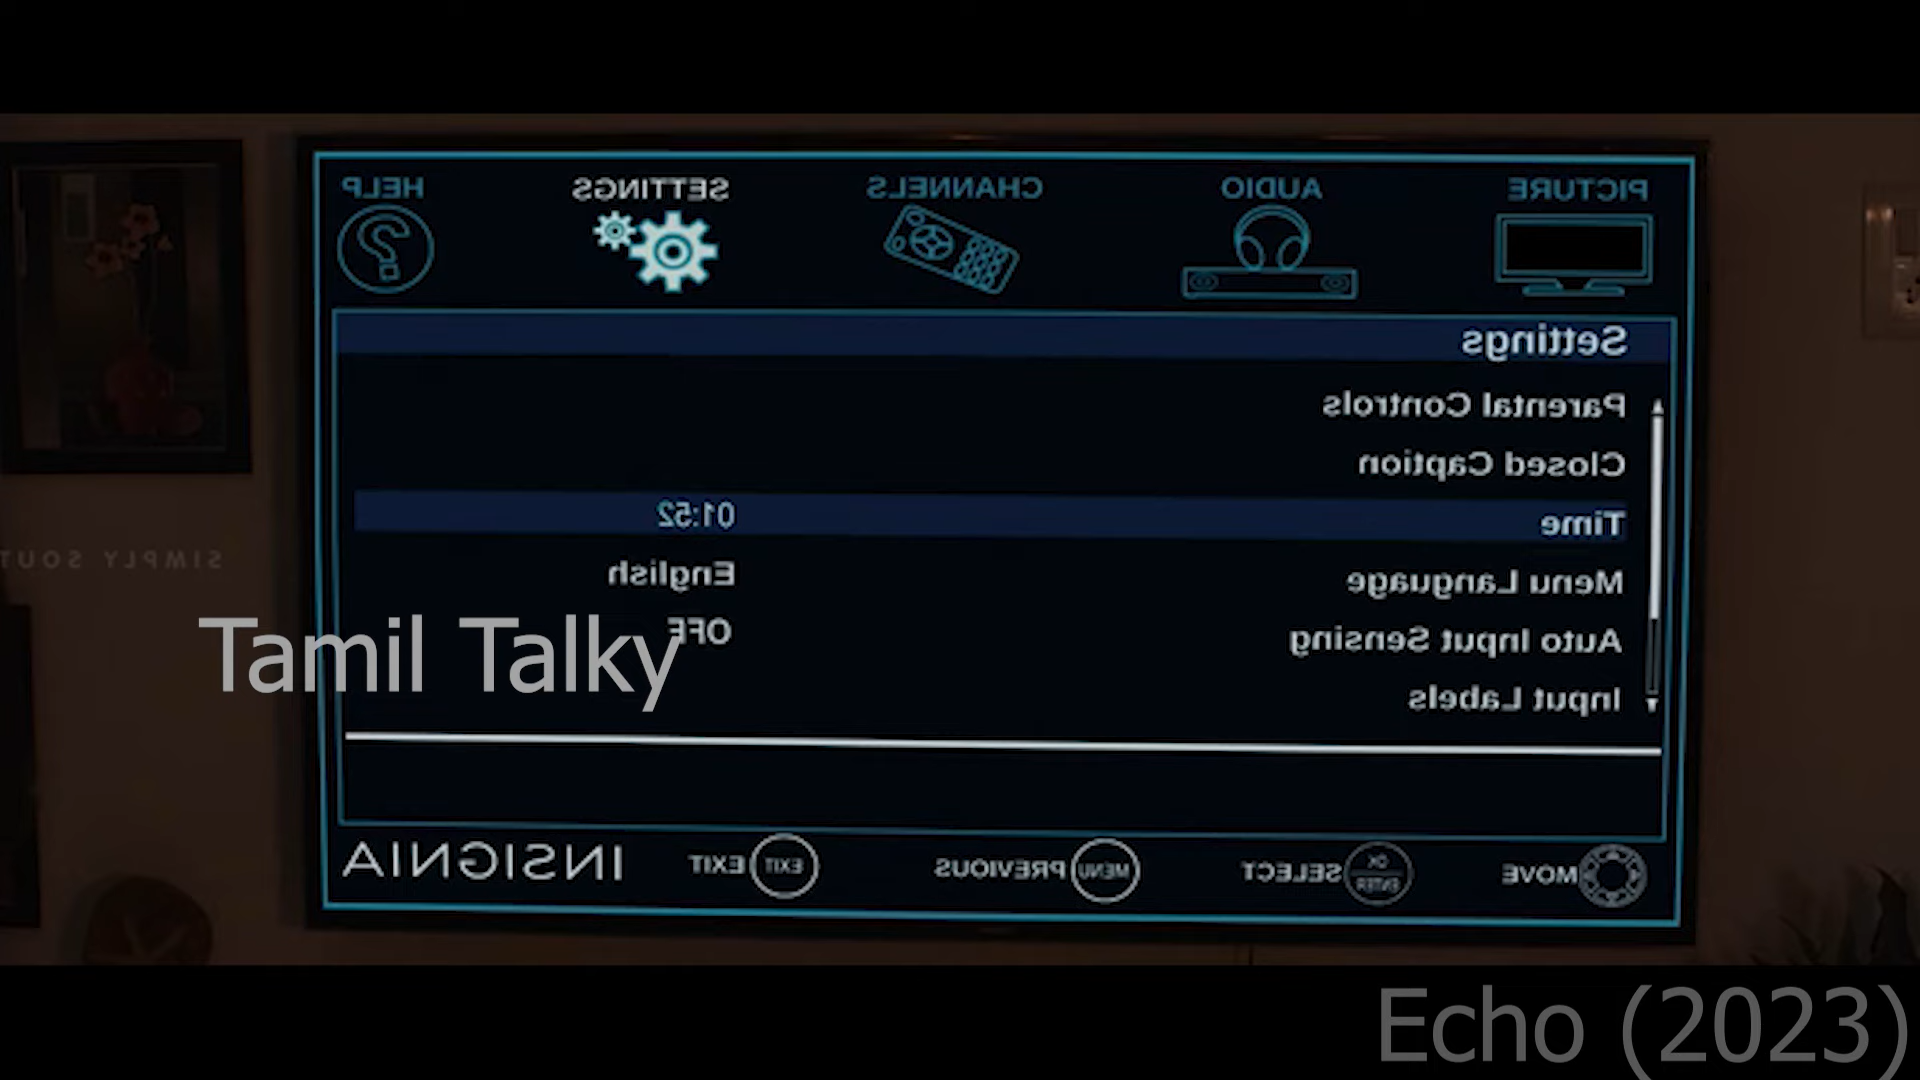 PICTURE AUDIO CHANNELS SETTINGS HELP
Settings
Parental Controls
Closed Caption
Time 01:52
Menu Language English
Auto Input Sensing OFF
Input Labels
MOVE OK ENTER SELECT MENU PREVIOUS EXIT EXIT INSIGNIA
SIMPLY SOUT
Tamil Talky
Echo (2023)